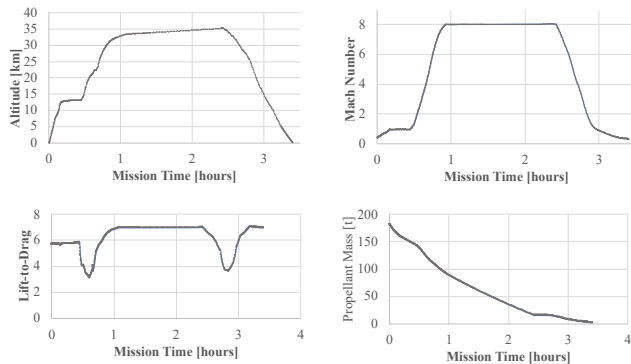 Altitude [km]
40
35
30
25
20
15
10
5
0
0 1 2 3
Mission Time [hours]
Mach Number
8
6
4
2
0
0 1 2 3
Mission Time [hours]
Lift-to-Drag
8
6
4
2
0
0 1 2 3 4
Mission Time [hours]
Propellant Mass [t]
200
150
100
50
0
0 1 2 3 4
Mission Time [hours]